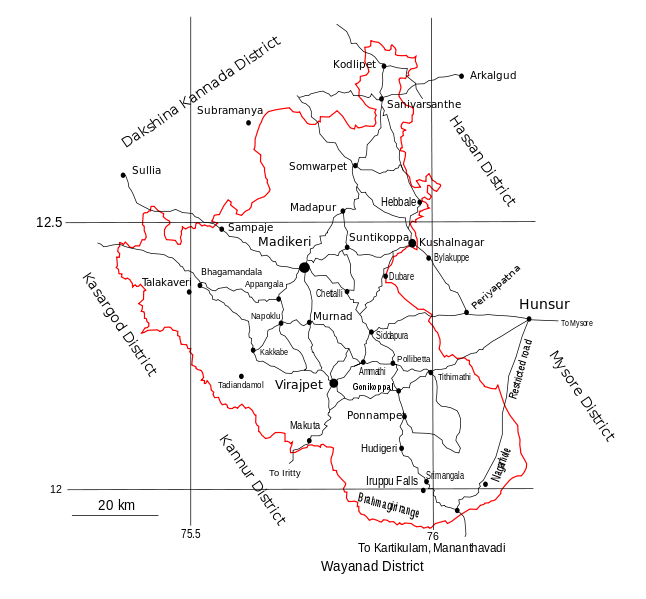 Kodlipet
Arkalgud
Dakshina Kannada District
Sanivarsanthe
Subramanya
Hassan District
Sullia
Somwarpet
Hebbale
Madapur
12.5
Sampaje
Suntikoppa
Madikeri
Kushalnagar
Bylakuppe
Bhagamandala
Talakaveri
Appangala
Dubare
Chetalli
Periyapatna
Kasargod District
Hunsur
Napoklu
Murnad
To Mysore
Siddapura
Kakkabe
Pollibetta
Ammathi
Restricted road
Mysore District
Tadiandamol
Virajpet
Gonikoppal
Tithimathi
Makuta
Ponnampet
Kannur District
Hudigeri
To Iritty
Nagarhole
Iruppu Falls
Srimangala
12
Brahmagiri range
20 km
75.5
76
To Kartikulam, Mananthavadi
Wayanad District